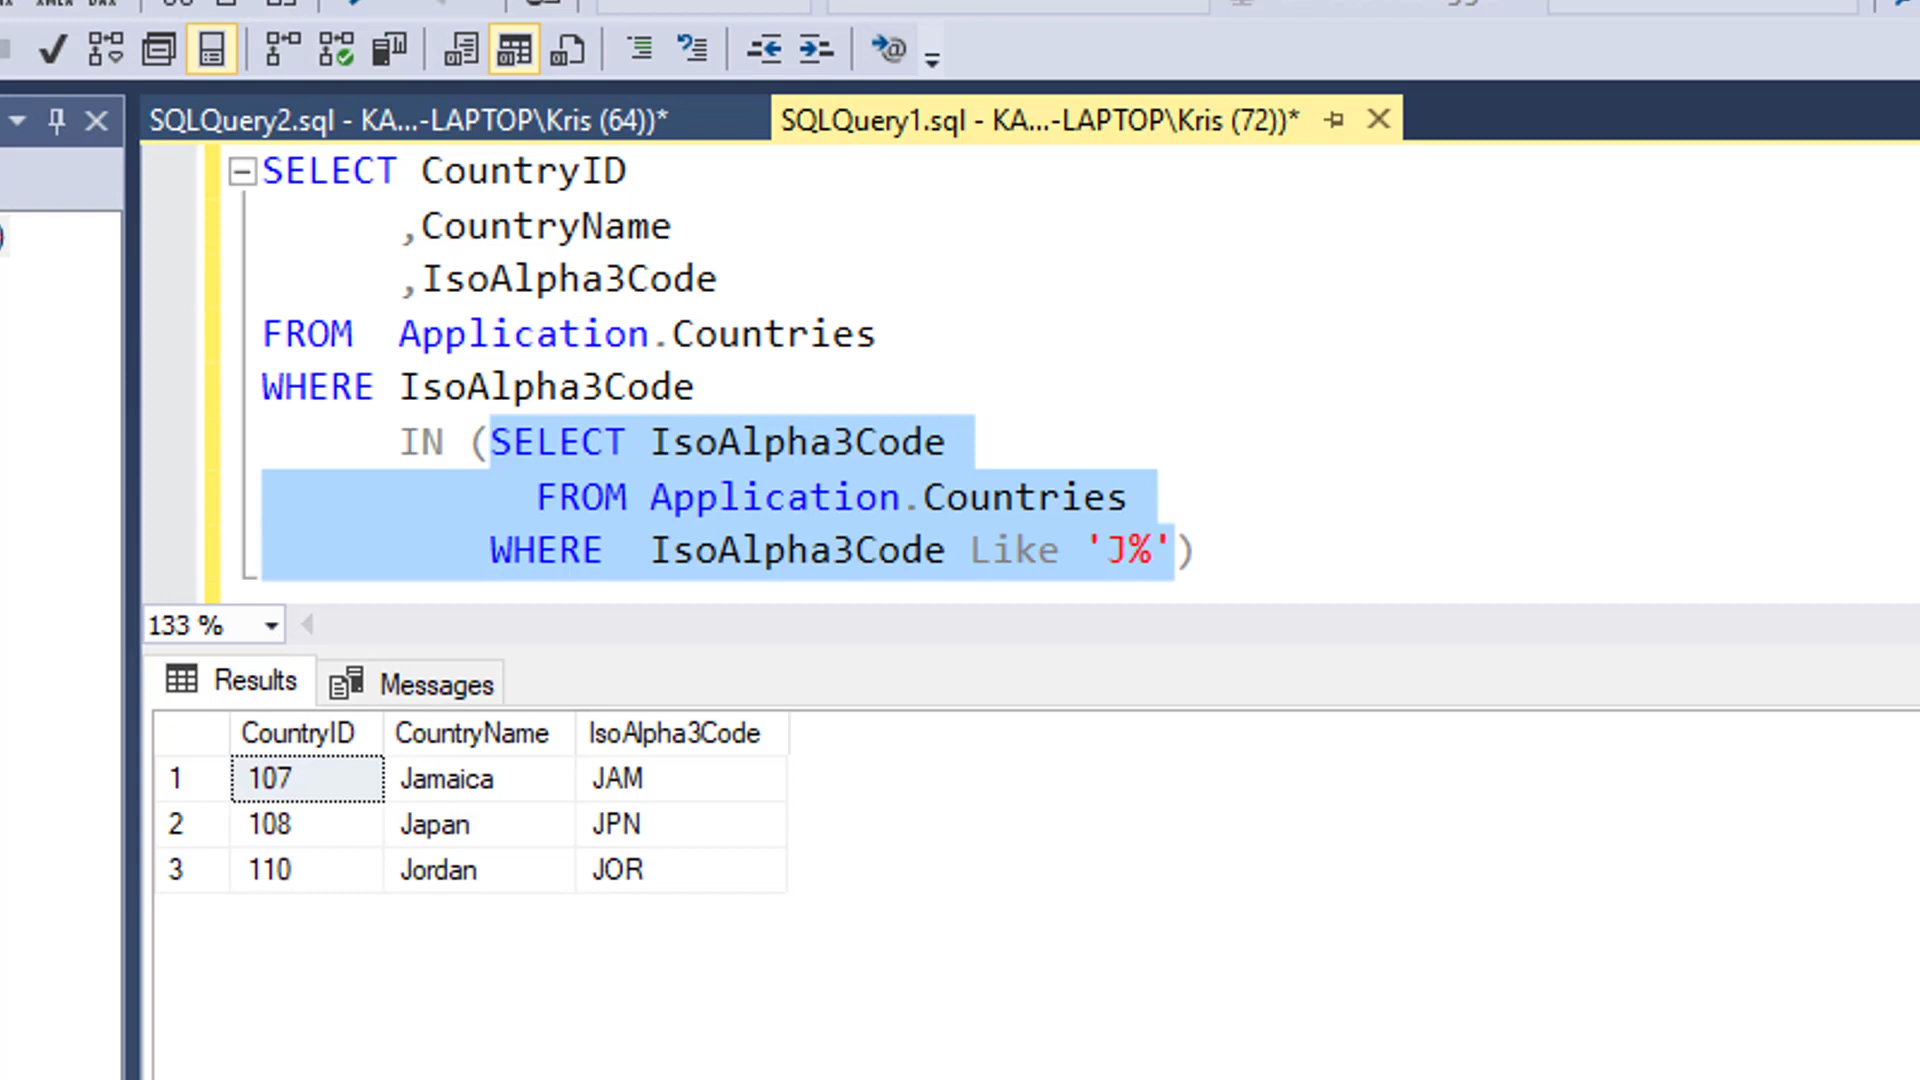 SQLQuery2.sql - KA...-LAPTOP\Kris (64))*
SQLQuery1.sql - KA...-LAPTOP\Kris (72))*
SELECT CountryID
,CountryName
,IsoAlpha3Code
FROM Application.Countries
WHERE IsoAlpha3Code
IN (SELECT IsoAlpha3Code
FROM Application.Countries
WHERE IsoAlpha3Code Like 'J%')
133 %
Results
Messages
CountryID CountryName IsoAlpha3Code
1 107 Jamaica JAM
2 108 Japan JPN
3 110 Jordan JOR